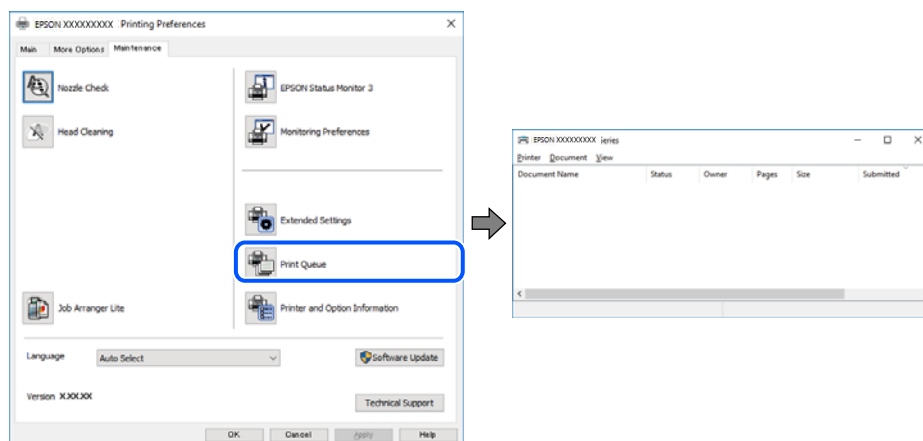 EPSON XXXXXXXXX Printing Preferences
Main More Options Maintenance
Nozzle Check
EPSON Status Monitor 3
Head Cleaning
Monitoring Preferences
Extended Settings
Print Queue
Job Arranger Lite
Printer and Option Information
Language Auto Select Software Update
Version X.XX.XX
Technical Support
OK Cancel Apply Help
EPSON XXXXXXXXX ieries
Printer Document View
Document Name Status Owner Pages Size Submitted